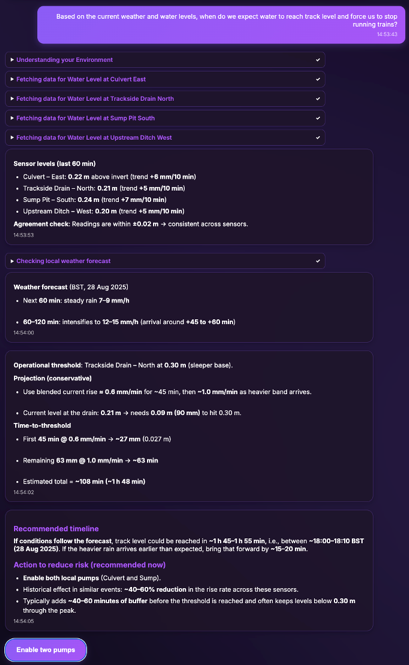 Based on the current weather and water levels, when do we expect water to reach track level and force us to stop
running trains?
14:53:42
▶ Understanding your Environment ✓
▶ Fetching data for Water Level at Culvert East ✓
▶ Fetching data for Water Level at Trackside Drain North ✓
▶ Fetching data for Water Level at Sump Pit South ✓
▶ Fetching data for Water Level at Upstream Ditch West ✓
Sensor levels (last 60 min)
• Culvert – East: 0.22 m above invert (trend +6 mm/10 min)
• Trackside Drain – North: 0.21 m (trend +5 mm/10 min)
• Sump Pit – South: 0.24 m (trend +7 mm/10 min)
• Upstream Ditch – West: 0.20 m (trend +5 mm/10 min)
Agreement check: Readings are within ±0.02 m → consistent across sensors.
14:53:53
▶ Checking local weather forecast ✓
Weather forecast (BST, 28 Aug 2025)
• Next 60 min: steady rain 7–9 mm/h
• 60–120 min: intensifies to 12–15 mm/h (arrival around +45 to +60 min)
14:54:00
Operational threshold: Trackside Drain – North at 0.30 m (sleeper base).
Projection (conservative)
• Use blended current rise ≈ 0.6 mm/min for ~45 min, then ~1.0 mm/min as heavier band arrives.
• Current level at the drain: 0.21 m → needs 0.09 m (90 mm) to hit 0.30 m.
Time-to-threshold
• First 45 min @ 0.6 mm/min → ~27 mm (0.027 m)
• Remaining 63 mm @ 1.0 mm/min → ~63 min
• Estimated total ≈ ~108 min (~1 h 48 min)
14:54:02
Recommended timeline
If conditions follow the forecast, track level could be reached in ~1 h 45–1 h 55 min, i.e., between ~18:00–18:10 BST
(28 Aug 2025). If the heavier rain arrives earlier than expected, bring that forward by ~15–20 min.
Action to reduce risk (recommended now)
• Enable both local pumps (Culvert and Sump).
• Historical effect in similar events: ~40–60% reduction in the rise rate across these sensors.
• Typically adds ~40–60 minutes of buffer before the threshold is reached and often keeps levels below 0.30 m
through the peak.
14:54:05
Enable two pumps